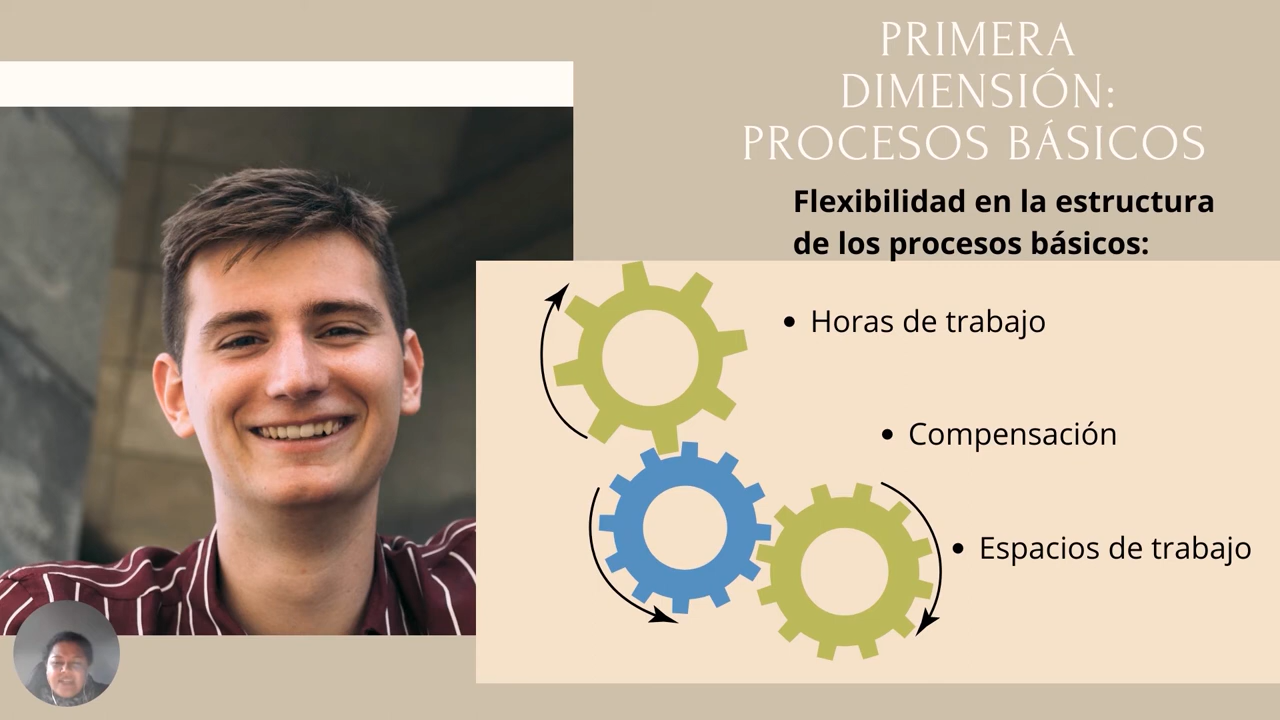 PRIMERA
DIMENSIÓN:
PROCESOS BÁSICOS
Flexibilidad en la estructura
de los procesos básicos:
• Horas de trabajo
• Compensación
• Espacios de trabajo